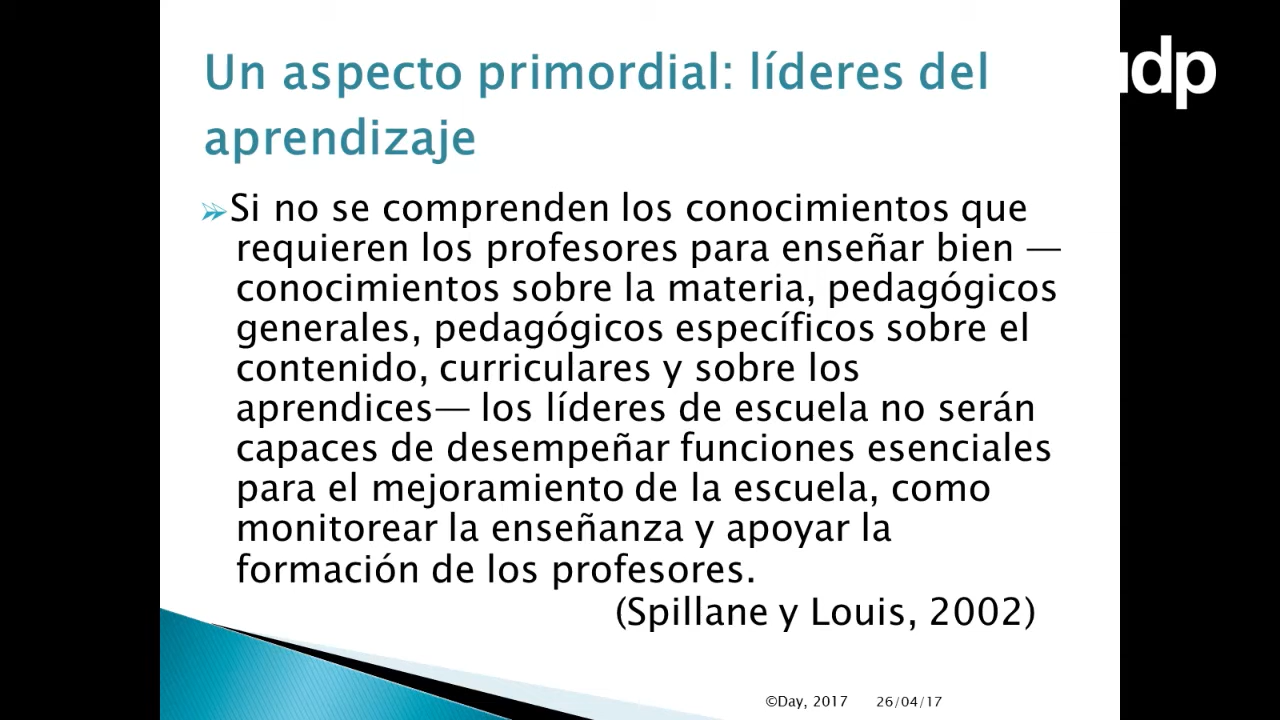 Un aspecto primordial: líderes del
aprendizaje
Si no se comprenden los conocimientos que
requieren los profesores para enseñar bien —
conocimientos sobre la materia, pedagógicos
generales, pedagógicos específicos sobre el
contenido, curriculares y sobre los
aprendices— los líderes de escuela no serán
capaces de desempeñar funciones esenciales
para el mejoramiento de la escuela, como
monitorear la enseñanza y apoyar la
formación de los profesores.
(Spillane y Louis, 2002)
©Day, 2017 26/04/17